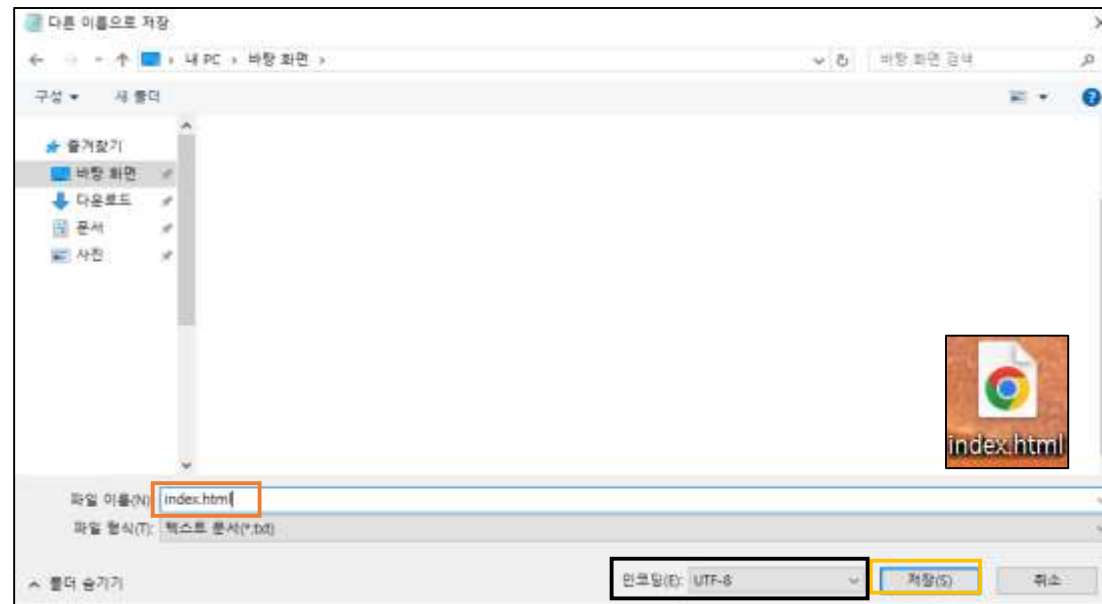 다른 이름으로 저장
내 PC › 바탕 화면 ›
바탕 화면 검색
구성
새 폴더
즐겨찾기
바탕 화면
다운로드
문서
사진
index.html
파일 이름(N): index.html
파일 형식(T): 텍스트 문서(*.txt)
폴더 숨기기
인코딩(E): UTF-8
저장(S)
취소